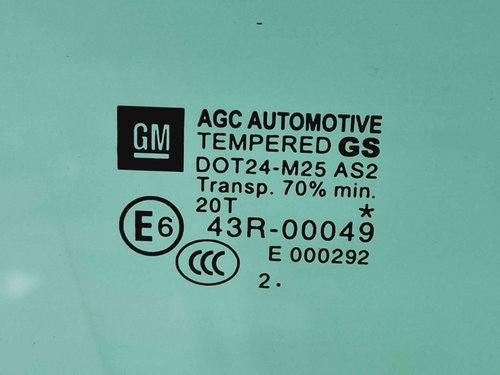 GM
AGC AUTOMOTIVE
TEMPERED GS
DOT24-M25 AS2
Transp. 70% min.
20T *
E6 43R-00049
CCC E 000292
2.